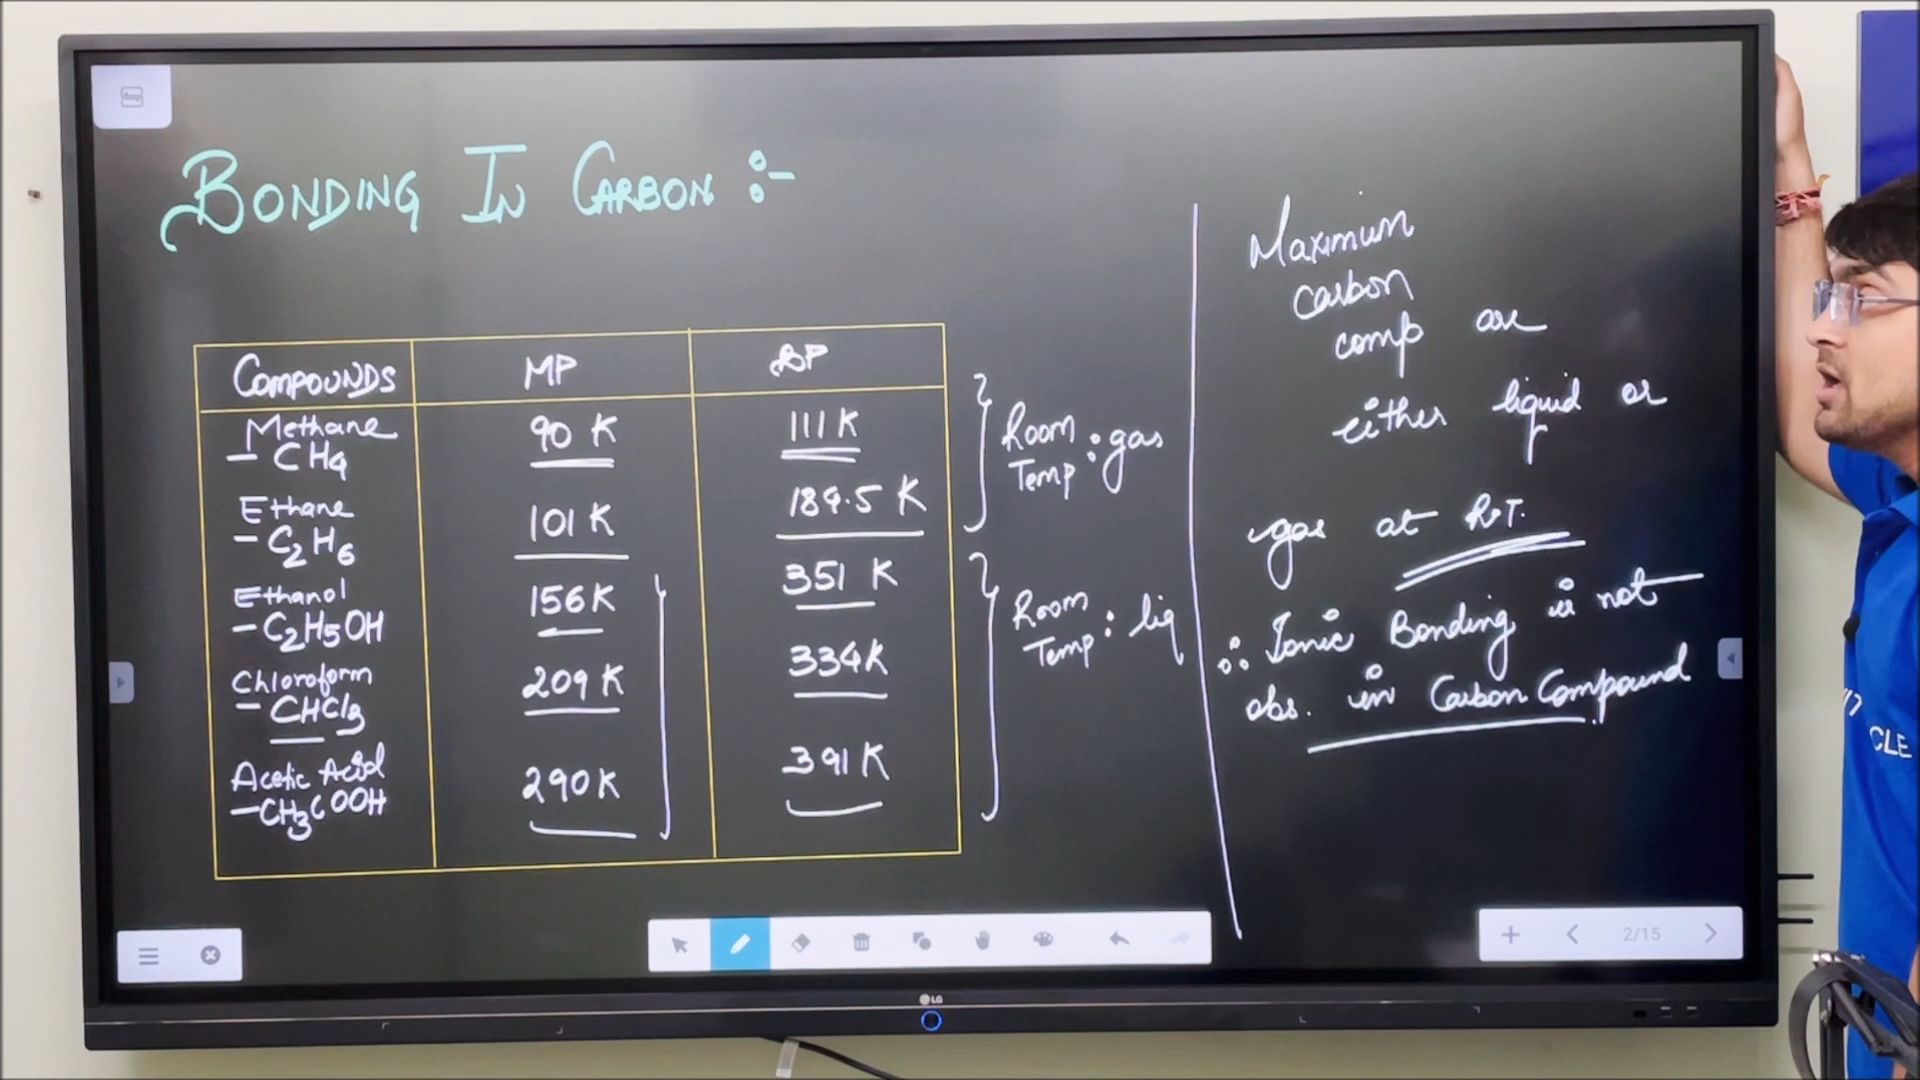 BONDING IN CARBON :-
COMPOUNDS MP BP
Methane 90 K 111 K
- CH4
Ethane 101 K 184.5 K
- C2H6
Ethanol 156 K 351 K
- C2H5OH
Chloroform 209 K 334 K
- CHCl3
Acetic Acid 290 K 391 K
- CH3COOH
Room
Temp : gas
Room
Temp : liq
Maximum
carbon
comp are
either liquid or
gas at R.T.
∴ Ionic Bonding is not
obs. in Carbon Compound
2/15
LG
17
CLE